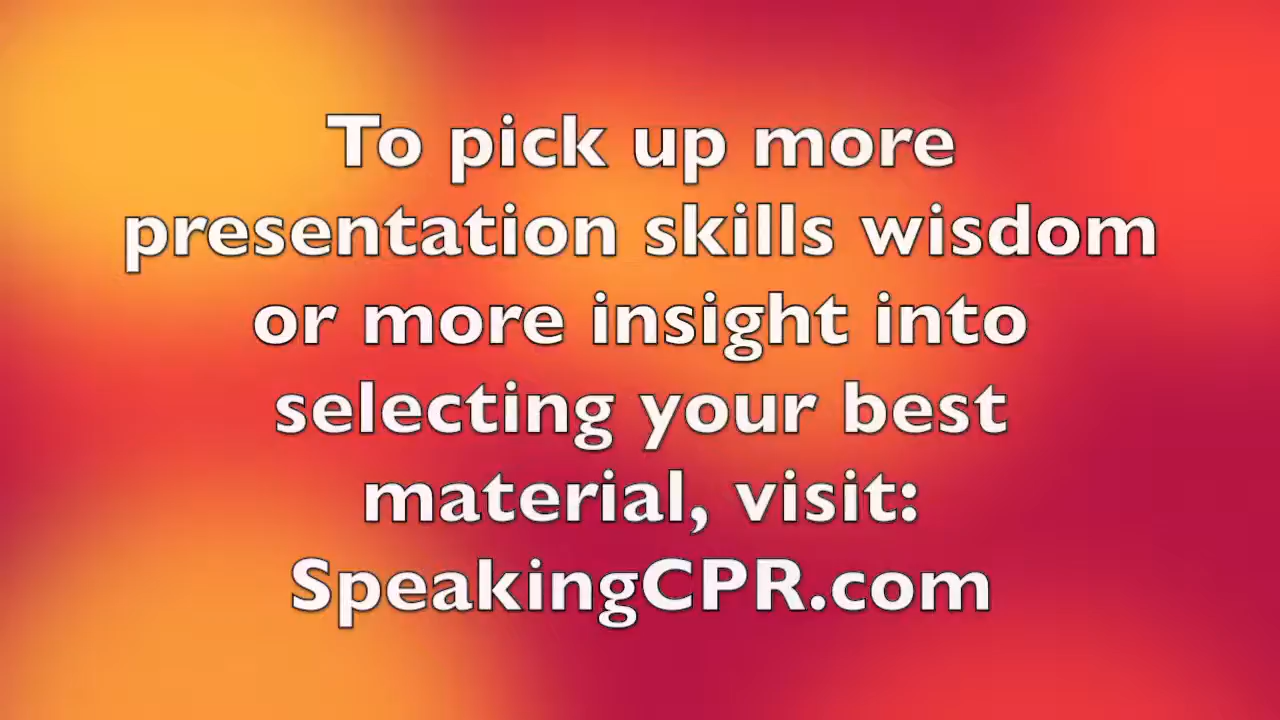 To pick up more
presentation skills wisdom
or more insight into
selecting your best
material, visit:
SpeakingCPR.com